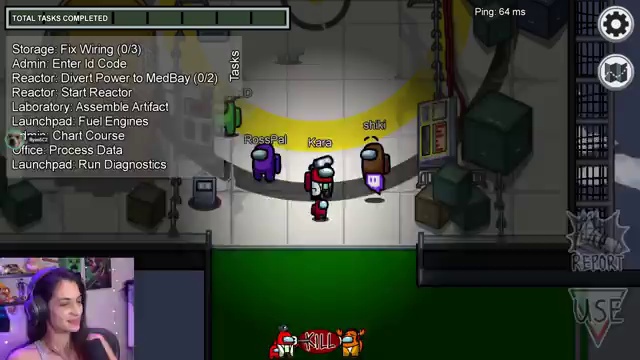 TOTAL TASKS COMPLETED
Ping: 64 ms
Storage: Fix Wiring (0/3)
Admin: Enter Id Code
Reactor: Divert Power to MedBay (0/2)
Reactor: Start Reactor
Laboratory: Assemble Artifact
Launchpad: Fuel Engines
Admin: Chart Course
Office: Process Data
Launchpad: Run Diagnostics
Tasks
D
RossPal
Kara
shiki
REPORT
USE
KILL